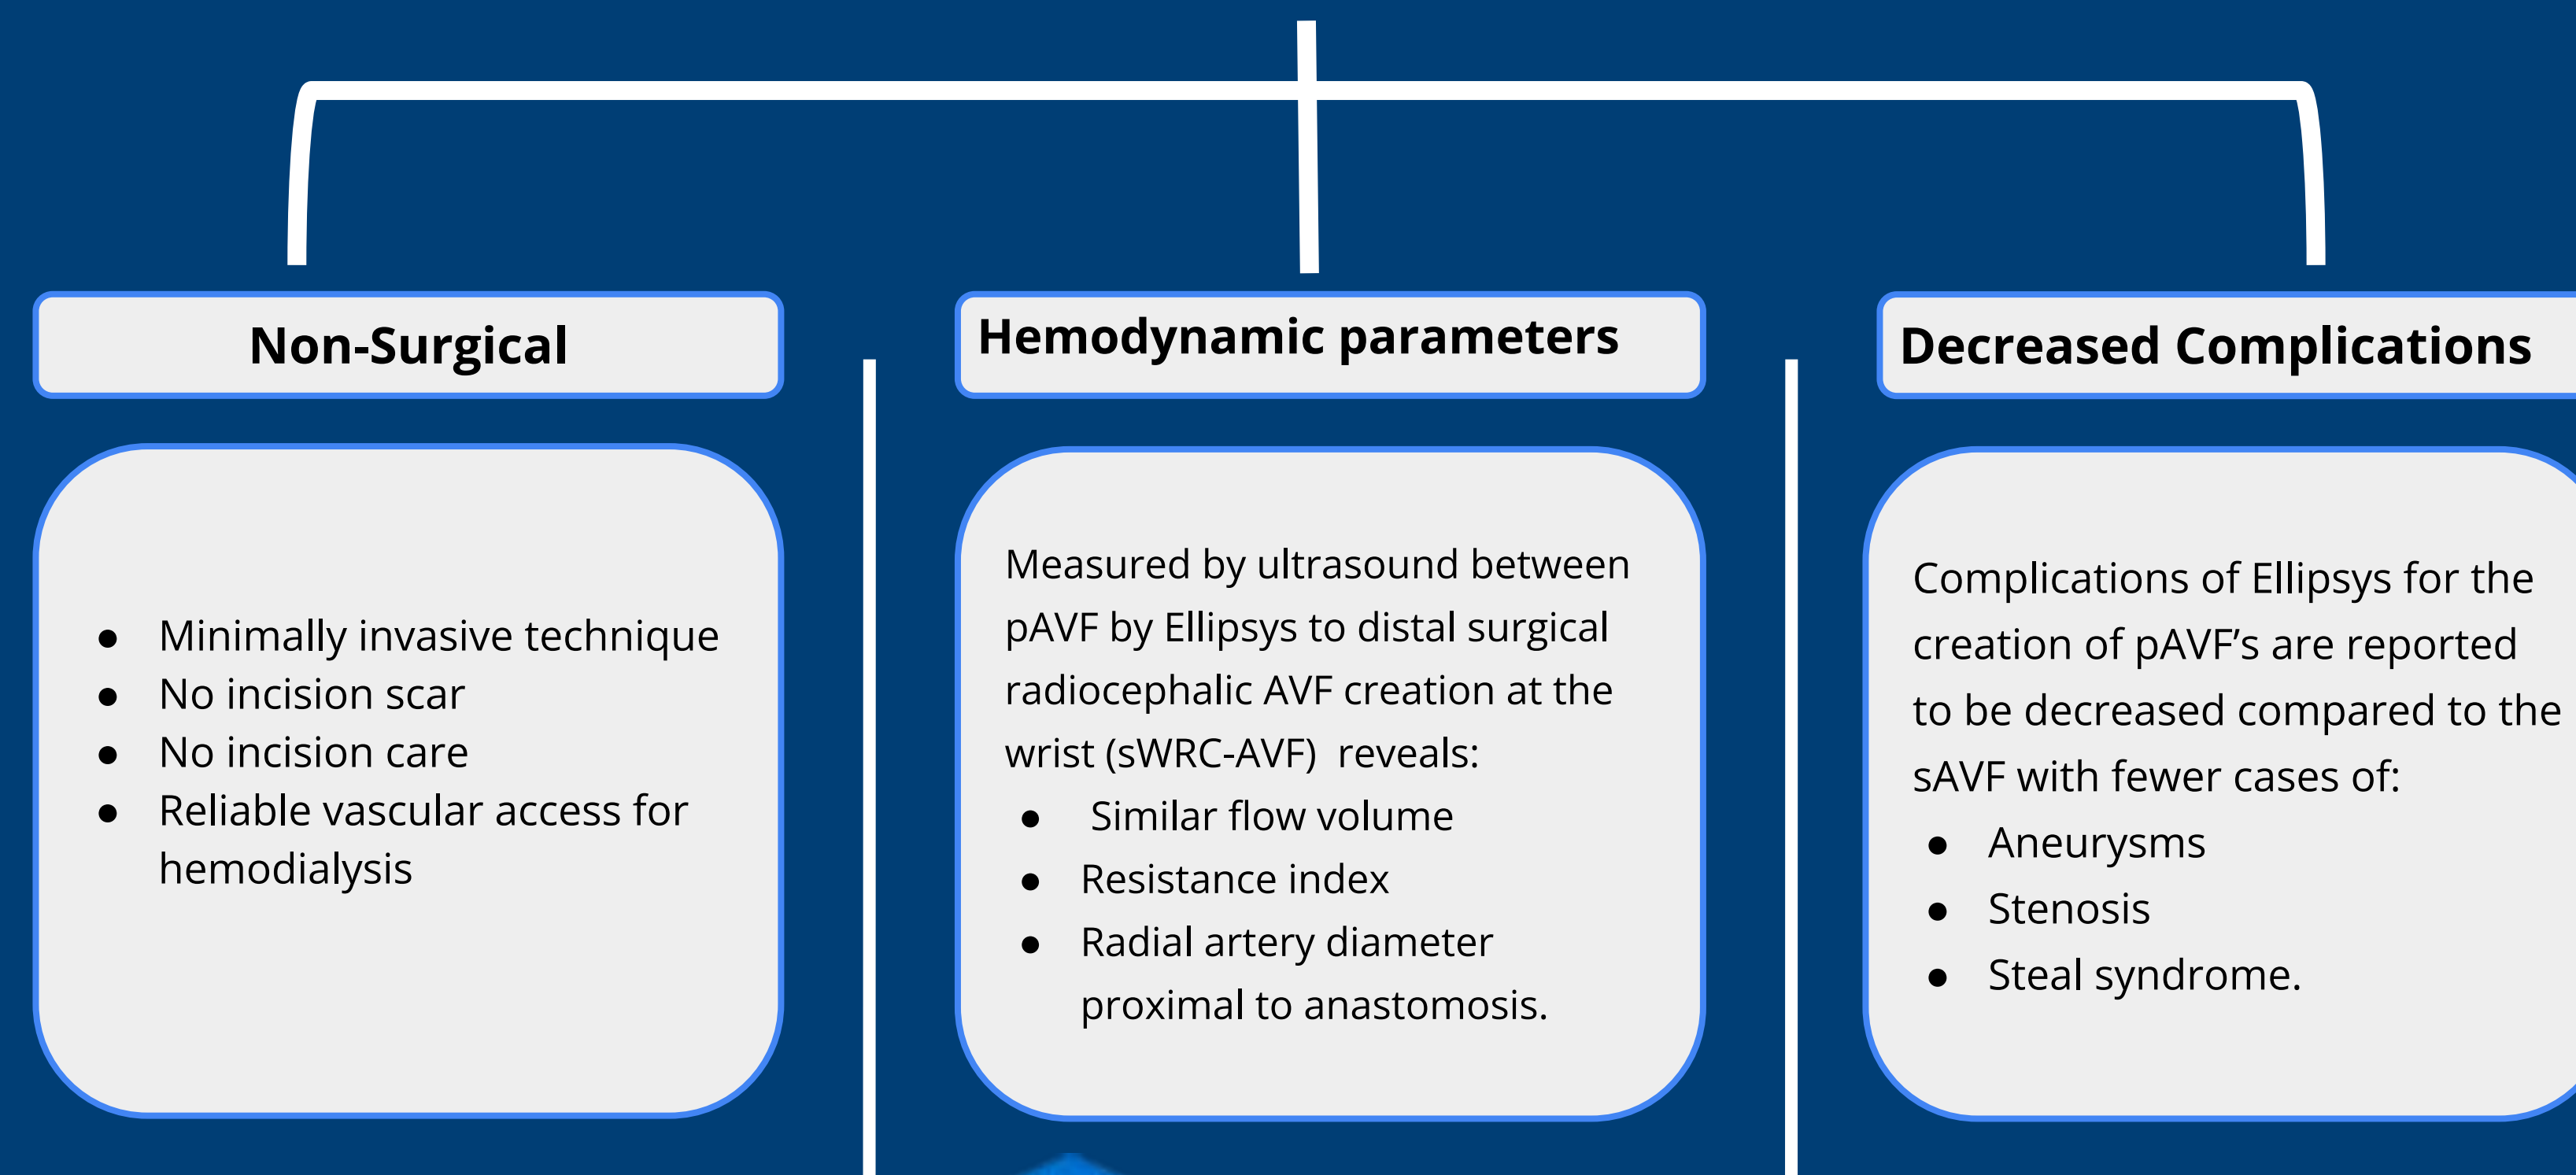 Non-Surgical
● Minimally invasive technique
● No incision scar
● No incision care
● Reliable vascular access for
hemodialysis
Hemodynamic parameters
Measured by ultrasound between
pAVF by Ellipsys to distal surgical
radiocephalic AVF creation at the
wrist (sWRC-AVF)  reveals:
● Similar flow volume
● Resistance index
● Radial artery diameter
proximal to anastomosis.
Decreased Complications
Complications of Ellipsys for the
creation of pAVF’s are reported
to be decreased compared to the
sAVF with fewer cases of:
● Aneurysms
● Stenosis
● Steal syndrome.